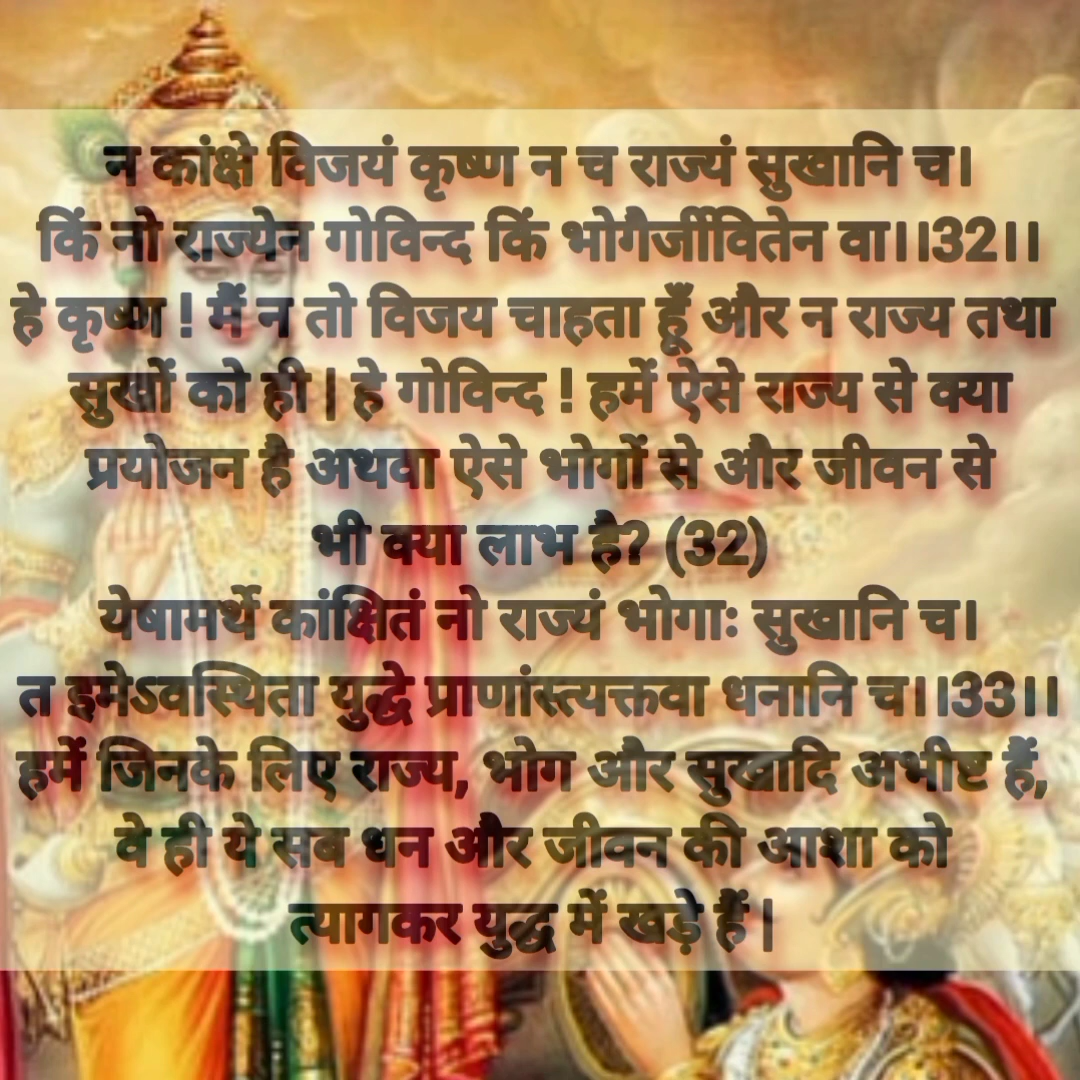 न कांक्षे विजयं कृष्ण न च राज्यं सुखानि च।
किं नो राज्येन गोविन्द किं भोगैर्जीवितेन वा।।32।।
हे कृष्ण ! मैं न तो विजय चाहता हूँ और न राज्य तथा
सुखों को ही | हे गोविन्द ! हमें ऐसे राज्य से क्या
प्रयोजन है अथवा ऐसे भोगों से और जीवन से
भी क्या लाभ है? (32)
येषामर्थे कांक्षितं नो राज्यं भोगाः सुखानि च।
त इमेऽवस्थिता युद्धे प्राणांस्त्यक्तवा धनानि च।।33।।
हमें जिनके लिए राज्य, भोग और सुखादि अभीष्ट हैं,
वे ही ये सब धन और जीवन की आशा को
त्यागकर युद्ध में खड़े हैं |